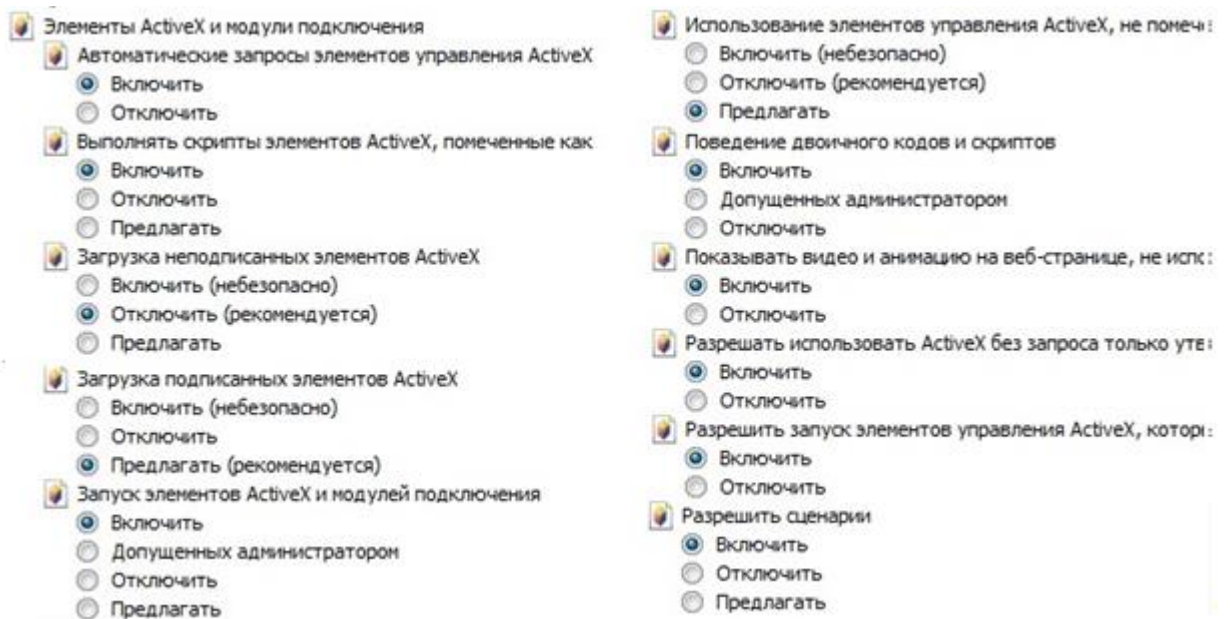 Элементы ActiveX и модули подключения
Автоматические запросы элементов управления ActiveX
Включить
Отключить
Выполнять скрипты элементов ActiveX, помеченные как
Включить
Отключить
Предлагать
Загрузка неподписанных элементов ActiveX
Включить (небезопасно)
Отключить (рекомендуется)
Предлагать
Загрузка подписанных элементов ActiveX
Включить (небезопасно)
Отключить
Предлагать (рекомендуется)
Запуск элементов ActiveX и модулей подключения
Включить
Допущенных администратором
Отключить
Предлагать
Использование элементов управления ActiveX, не
Включить (небезопасно)
Отключить (рекомендуется)
Предлагать
Поведение двоичного кодов и скриптов
Включить
Допущенных администратором
Отключить
Показывать видео и анимацию на веб-странице, не
Включить
Отключить
Разрешать использовать ActiveX без запроса только
Включить
Отключить
Разрешить запуск элементов управления ActiveX,
Включить
Отключить
Разрешить сценарии
Включить
Отключить
Предлагать